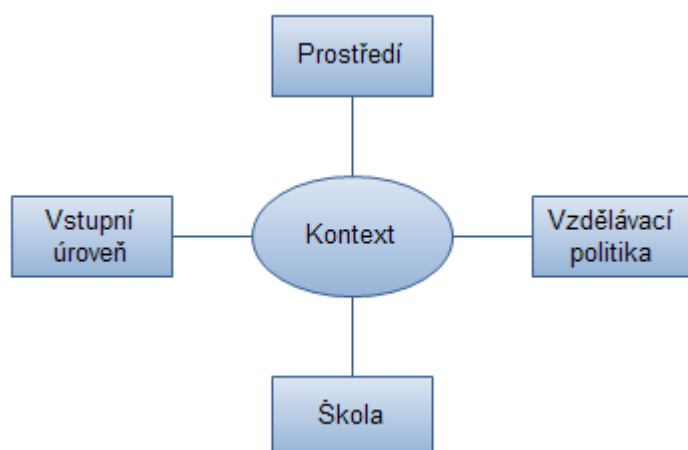 Prostředí
Vstupní
úroveň
Kontext
Vzdělávací
politika
Škola